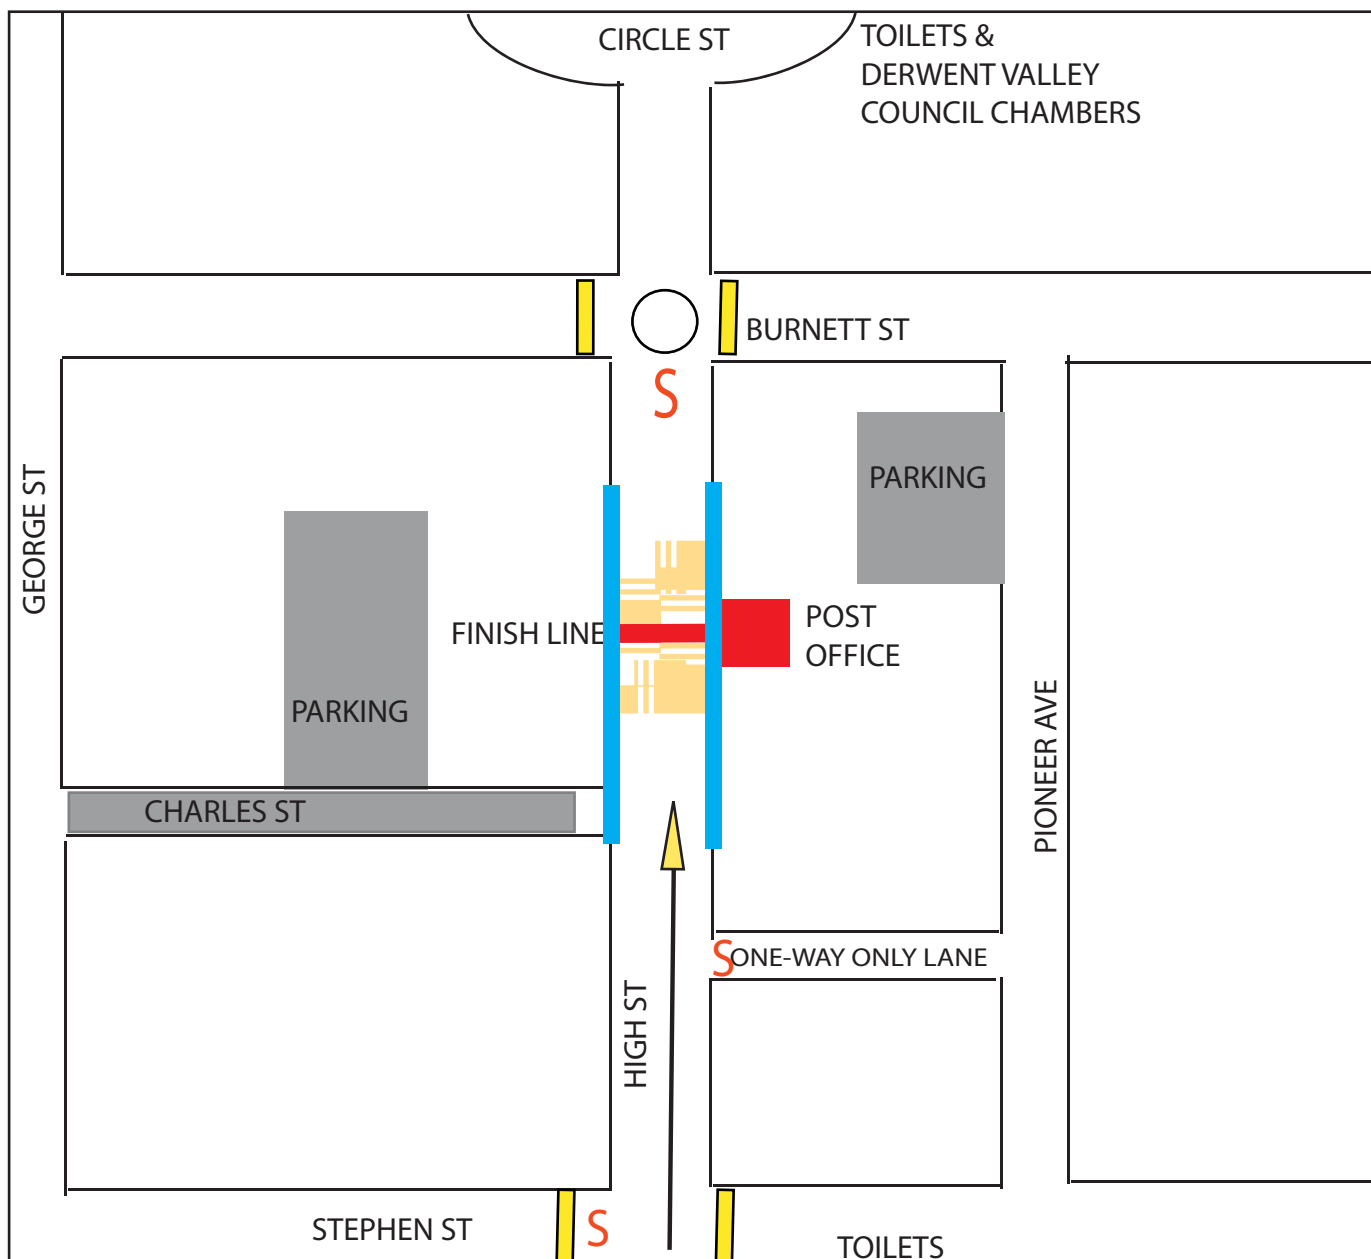 CIRCLE ST
TOILETS &
DERWENT VALLEY
COUNCIL CHAMBERS
BURNETT ST
S
GEORGE ST
PARKING
FINISH LINE
POST
OFFICE
PARKING
PIONEER AVE
CHARLES ST
S
ONE-WAY ONLY LANE
HIGH ST
STEPHEN ST
S
TOILETS